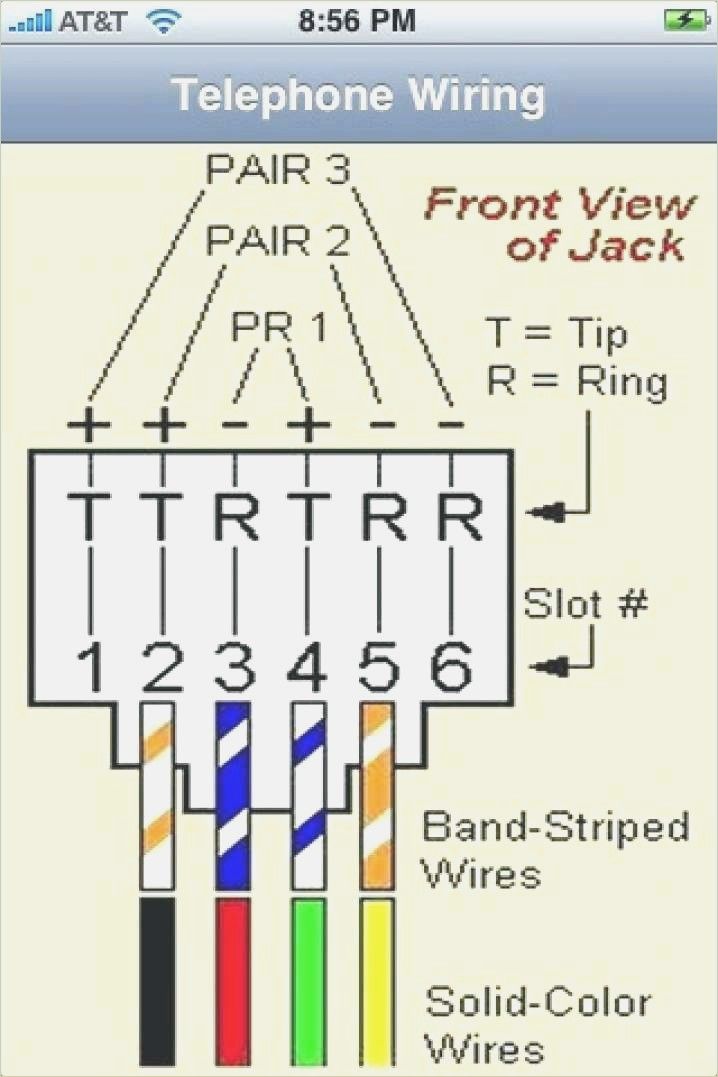 AT&T 8:56 PM
Telephone Wiring
PAIR 3
Front View
of Jack
PAIR 2
PR 1
T = Tip
R = Ring
+ + - + - -
T T R T R R
Slot #
1 2 3 4 5 6
Band-Striped
Wires
Solid-Color
Wires